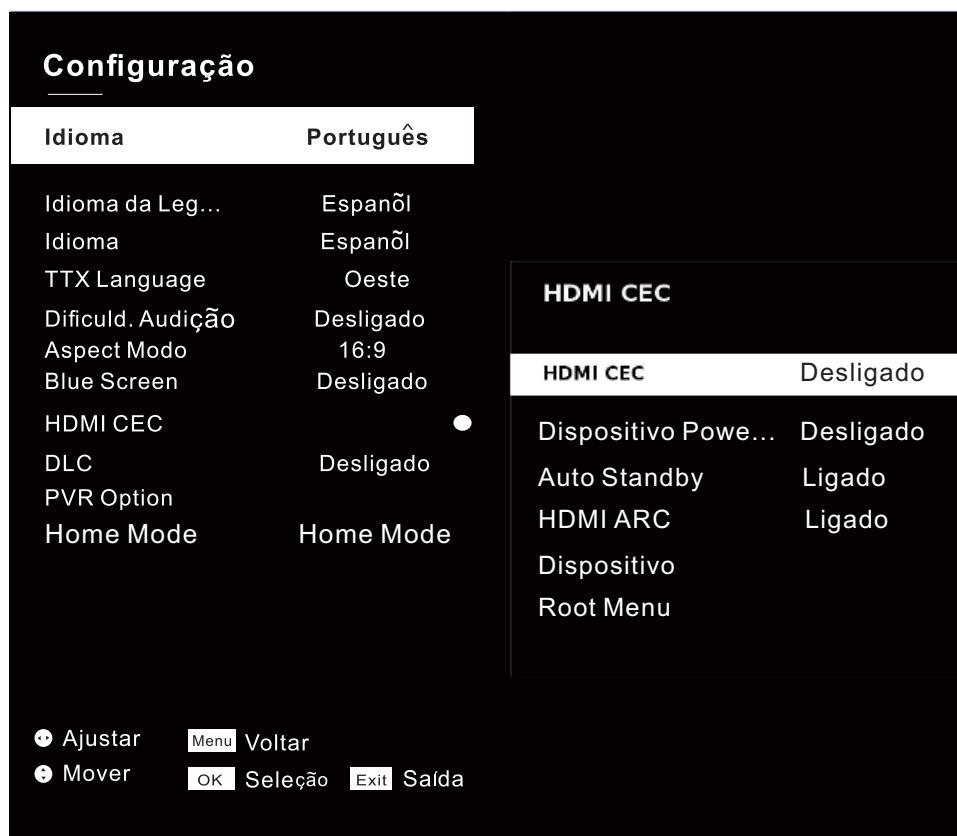 Configuração
Idioma Português
Idioma da Leg... Espanõl
Idioma Espanõl
TTX Language Oeste
Dificuld. Audição Desligado
Aspect Modo 16:9
Blue Screen Desligado
HDMI CEC
DLC Desligado
PVR Option
Home Mode Home Mode
HDMI CEC
HDMI CEC Desligado
Dispositivo Powe... Desligado
Auto Standby Ligado
HDMI ARC Ligado
Dispositivo
Root Menu
Ajustar Menu Voltar
Mover OK Seleção Exit Saída